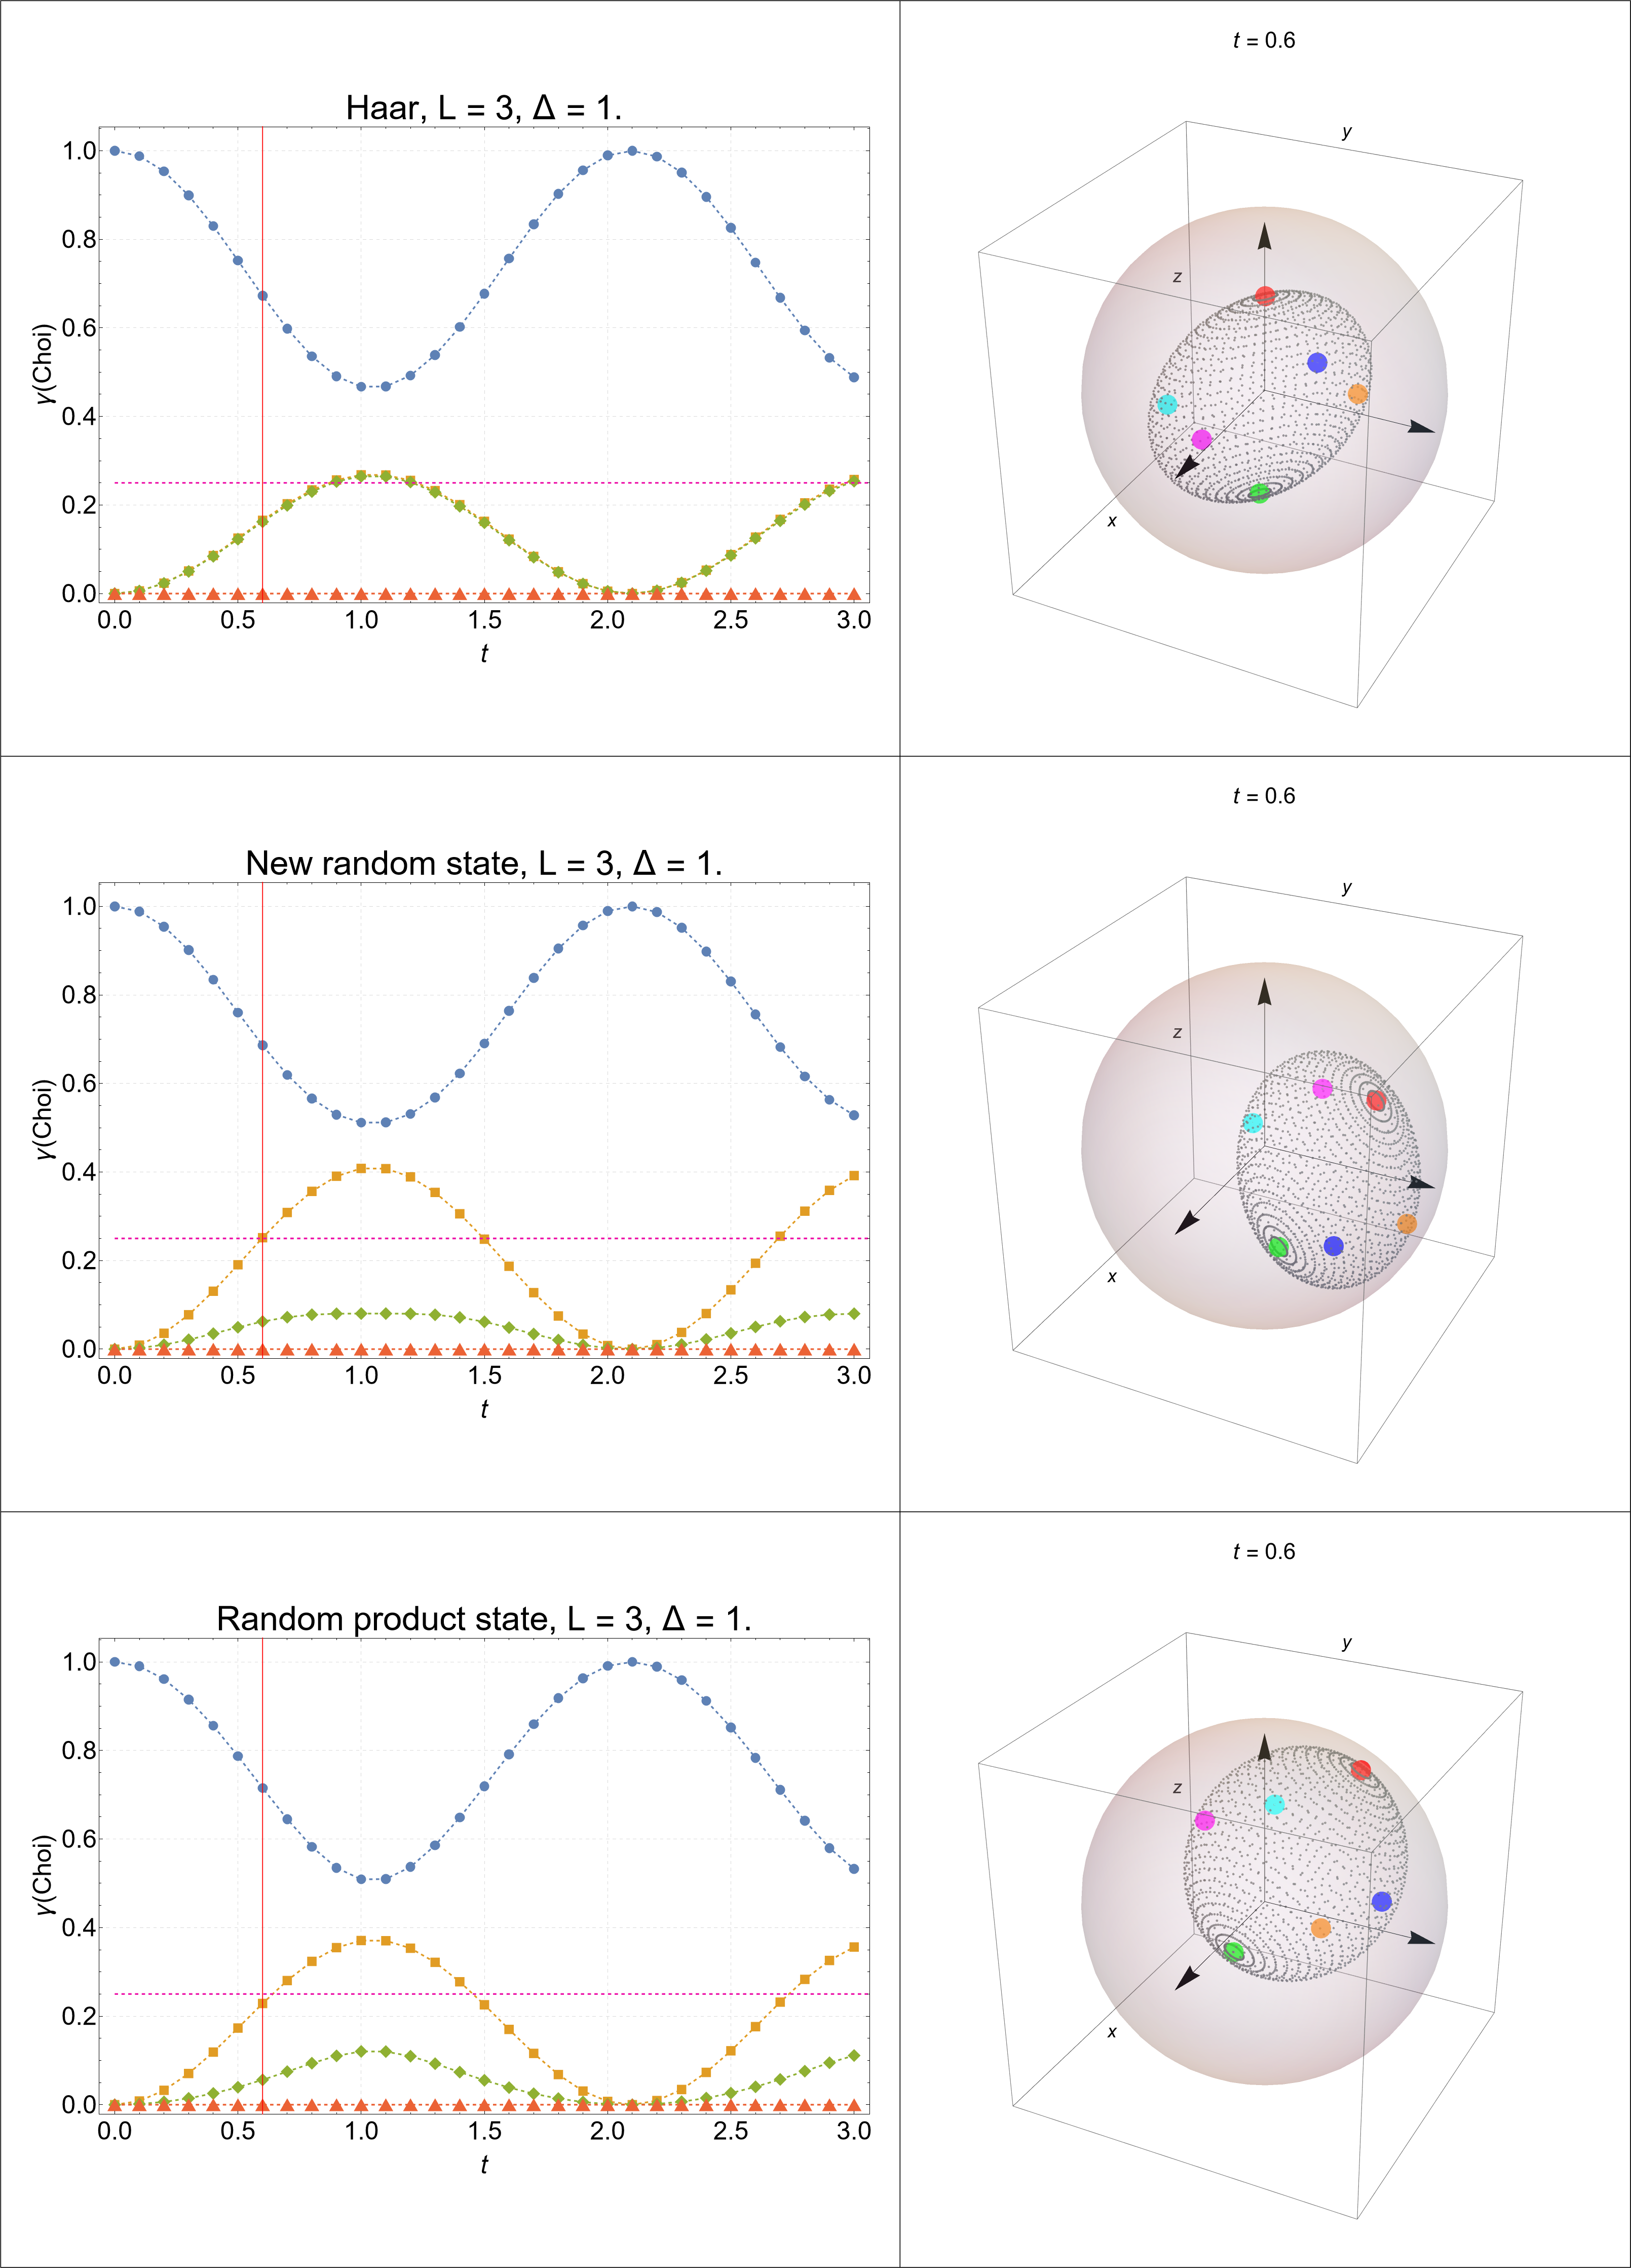 t = 0.6
Haar, L = 3, Δ = 1.
1.0
0.8
0.6
0.4
0.2
0.0
γ(Choi)
0.0 0.5 1.0 1.5 2.0 2.5 3.0
t
y
z
x
t = 0.6
New random state, L = 3, Δ = 1.
1.0
0.8
0.6
0.4
0.2
0.0
γ(Choi)
0.0 0.5 1.0 1.5 2.0 2.5 3.0
t
y
z
x
t = 0.6
Random product state, L = 3, Δ = 1.
1.0
0.8
0.6
0.4
0.2
0.0
γ(Choi)
0.0 0.5 1.0 1.5 2.0 2.5 3.0
t
y
z
x